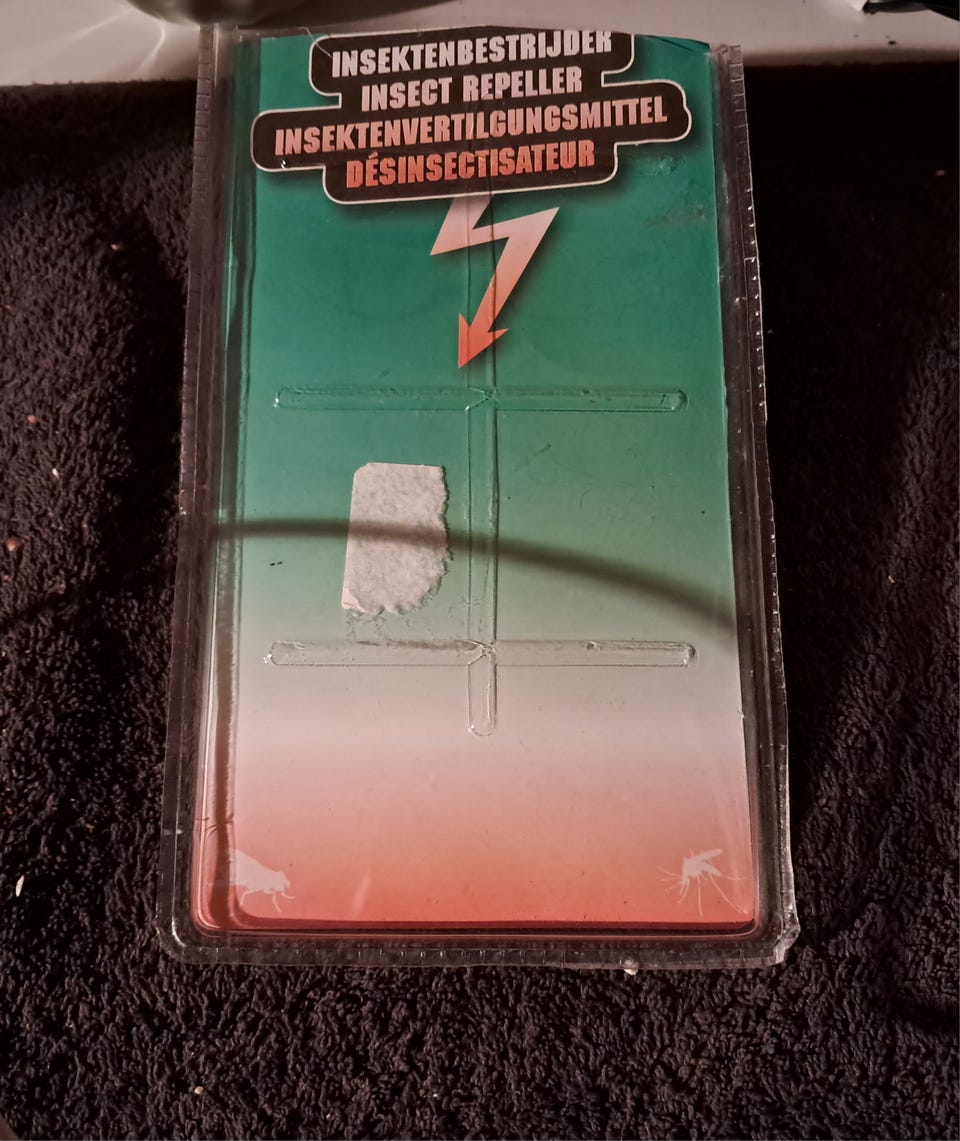 INSEKTENBESTRIJDER
INSECT REPELLER
INSEKTENVERTILGUNGSMITTEL
DÉSINSECTISATEUR